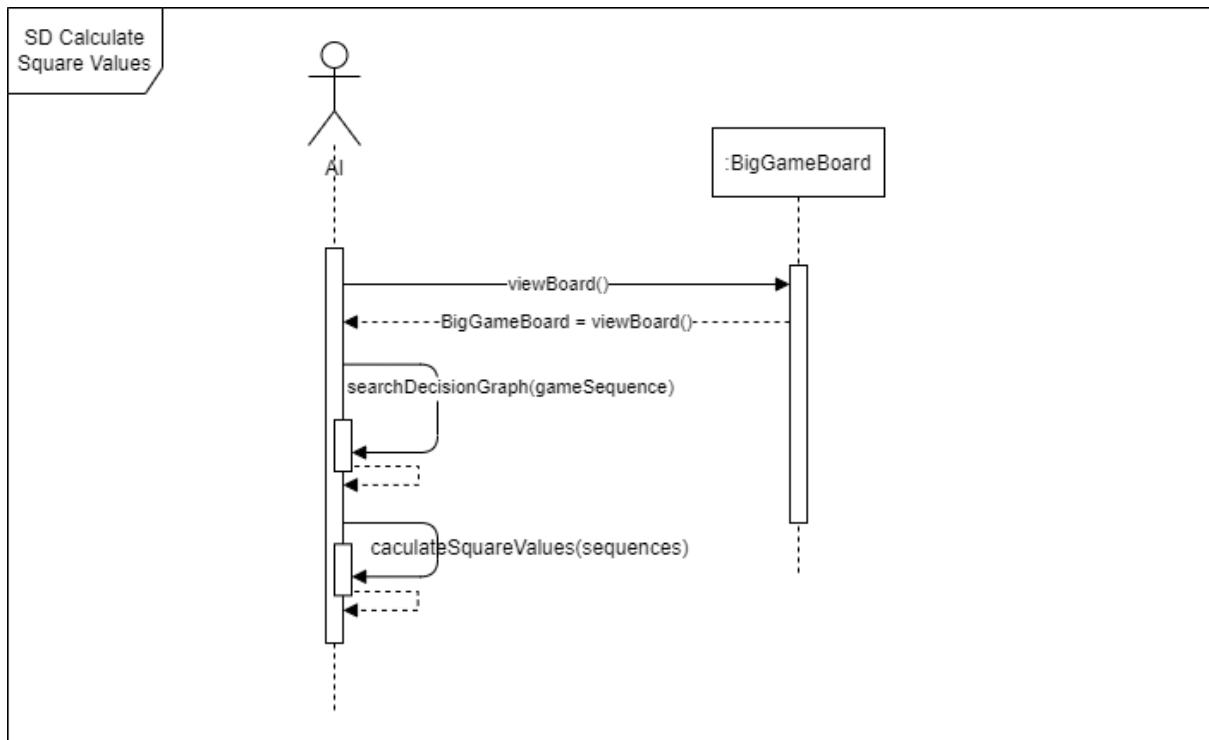 SD Calculate
Square Values
AI
:BigGameBoard
viewBoard()
BigGameBoard = viewBoard()
searchDecisionGraph(gameSequence)
caculateSquareValues(sequences)